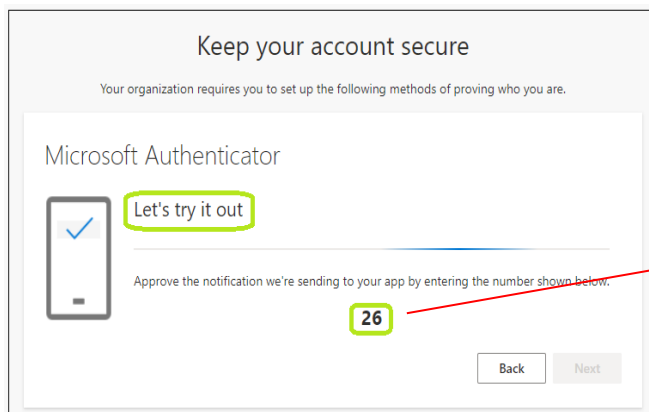 Keep your account secure
Your organization requires you to set up the following methods of proving who you are.
Microsoft Authenticator
Let's try it out
Approve the notification we're sending to your app by entering the number shown below.
26
Back Next